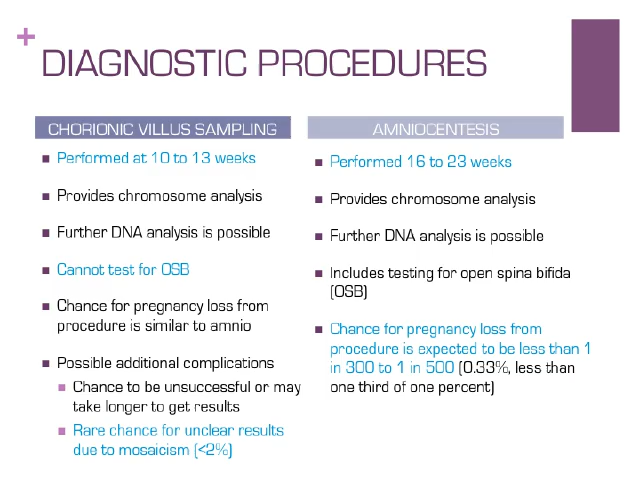 +
DIAGNOSTIC PROCEDURES
CHORIONIC VILLUS SAMPLING
Performed at 10 to 13 weeks
Provides chromosome analysis
Further DNA analysis is possible
Cannot test for OSB
Chance for pregnancy loss from
procedure is similar to amnio
Possible additional complications
Chance to be unsuccessful or may
take longer to get results
Rare chance for unclear results
due to mosaicism (<2%)
AMNIOCENTESIS
Performed 16 to 23 weeks
Provides chromosome analysis
Further DNA analysis is possible
Includes testing for open spina bifida
(OSB)
Chance for pregnancy loss from
procedure is expected to be less than 1
in 300 to 1 in 500 (0.33%, less than
one third of one percent)